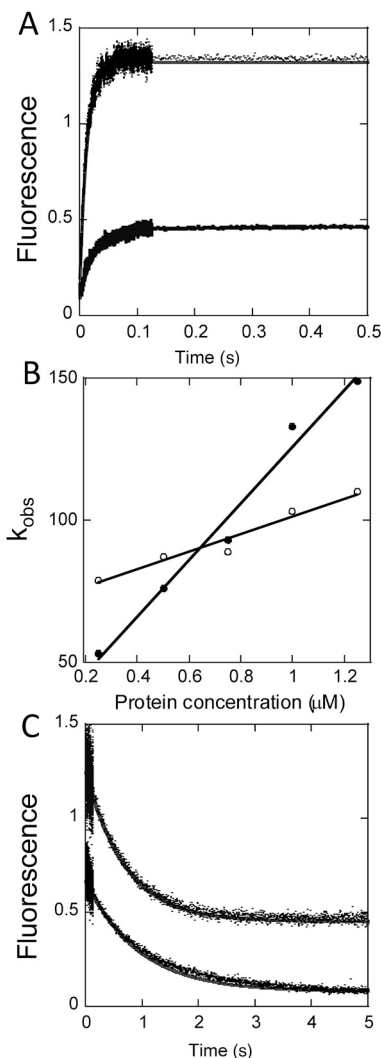 A
1.5
1
0.5
0
Fluorescence
0 0.1 0.2 0.3 0.4 0.5
Time (s)
B
150
100
50
kobs
0.2 0.4 0.6 0.8 1.0 1.2
Protein concentration (μM)
C
1.5
1
0.5
0
Fluorescence
0 1 2 3 4 5
Time (s)